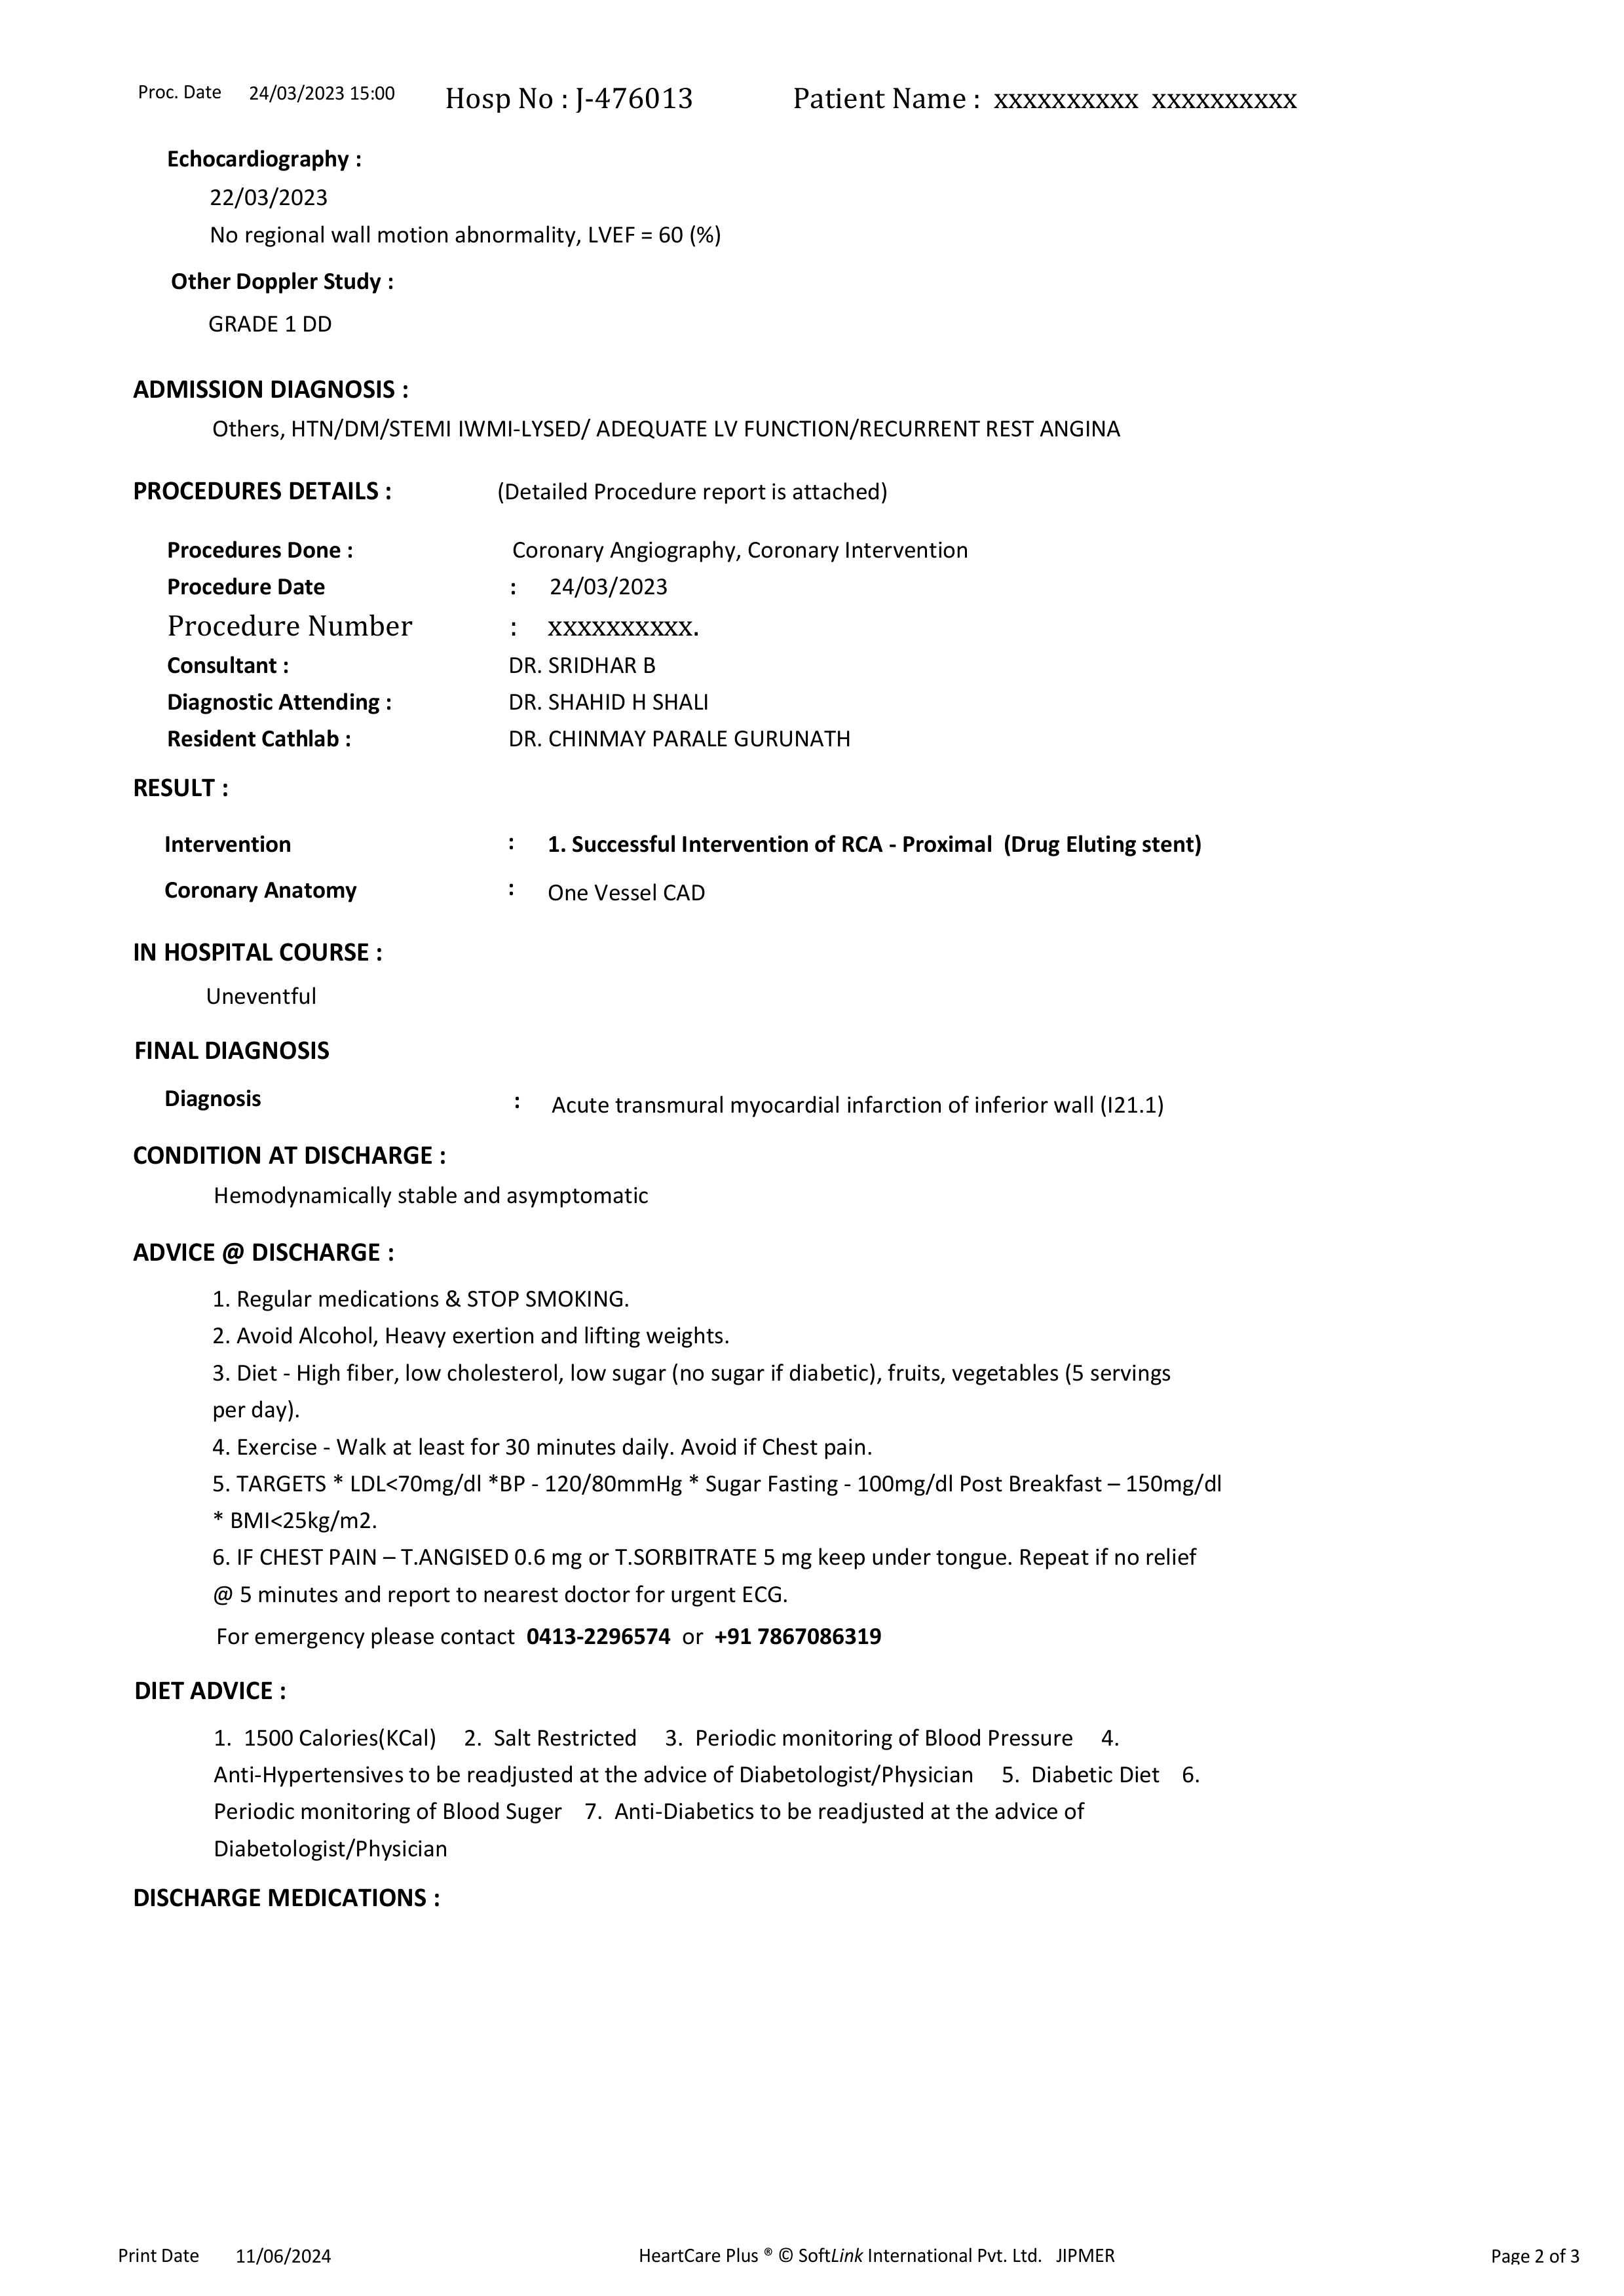 Proc. Date 24/03/2023 15:00 Hosp No : J-476013 Patient Name : xxxxxxxxxx xxxxxxxxxx
Echocardiography :
22/03/2023
No regional wall motion abnormality, LVEF = 60 (%)
Other Doppler Study :
GRADE 1 DD
ADMISSION DIAGNOSIS :
Others, HTN/DM/STEMI IWMI-LYSED/ ADEQUATE LV FUNCTION/RECURRENT REST ANGINA
PROCEDURES DETAILS : (Detailed Procedure report is attached)
Procedures Done : Coronary Angiography, Coronary Intervention
Procedure Date : 24/03/2023
Procedure Number : xxxxxxxxxx.
Consultant : DR. SRIDHAR B
Diagnostic Attending : DR. SHAHID H SHALI
Resident Cathlab : DR. CHINMAY PARALE GURUNATH
RESULT :
Intervention : 1. Successful Intervention of RCA - Proximal (Drug Eluting stent)
Coronary Anatomy : One Vessel CAD
IN HOSPITAL COURSE :
Uneventful
FINAL DIAGNOSIS
Diagnosis : Acute transmural myocardial infarction of inferior wall (I21.1)
CONDITION AT DISCHARGE :
Hemodynamically stable and asymptomatic
ADVICE @ DISCHARGE :
1. Regular medications & STOP SMOKING.
2. Avoid Alcohol, Heavy exertion and lifting weights.
3. Diet - High fiber, low cholesterol, low sugar (no sugar if diabetic), fruits, vegetables (5 servings
per day).
4. Exercise - Walk at least for 30 minutes daily. Avoid if Chest pain.
5. TARGETS * LDL<70mg/dl *BP - 120/80mmHg * Sugar Fasting - 100mg/dl Post Breakfast – 150mg/dl
* BMI<25kg/m2.
6. IF CHEST PAIN – T.ANGISED 0.6 mg or T.SORBITRATE 5 mg keep under tongue. Repeat if no relief
@ 5 minutes and report to nearest doctor for urgent ECG.
For emergency please contact 0413-2296574 or +91 7867086319
DIET ADVICE :
1. 1500 Calories(KCal) 2. Salt Restricted 3. Periodic monitoring of Blood Pressure 4.
Anti-Hypertensives to be readjusted at the advice of Diabetologist/Physician 5. Diabetic Diet 6.
Periodic monitoring of Blood Suger 7. Anti-Diabetics to be readjusted at the advice of
Diabetologist/Physician
DISCHARGE MEDICATIONS :
Print Date 11/06/2024 HeartCare Plus ® © SoftLink International Pvt. Ltd. JIPMER Page 2 of 3